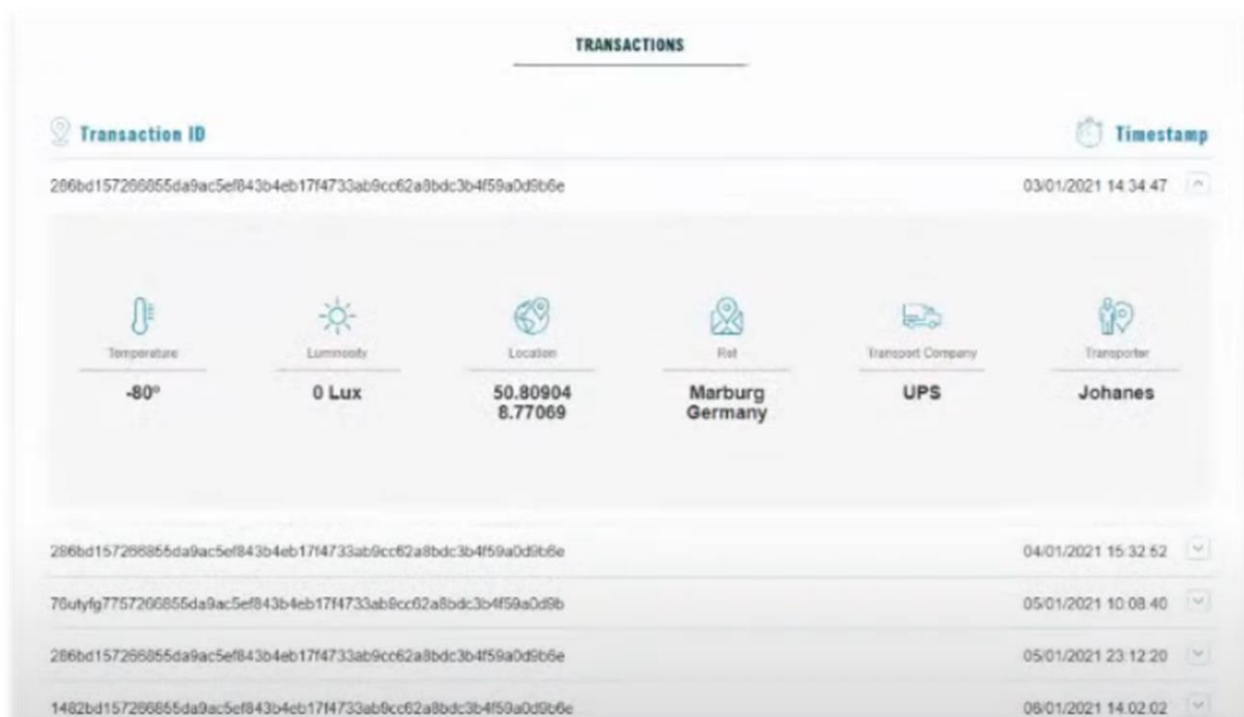 TRANSACTIONS
Transaction ID Timestamp
286bd157266855da9ac5ef843b4eb17f4733ab9cc62a8bdc3b4f59a0d9b6e 03/01/2021 14:34:47
Temperature Luminosity Location Ref Transport Company Transporter
-80° 0 Lux 50.80904 Marburg UPS Johanes
8.77069 Germany
286bd157266855da9ac5ef843b4eb17f4733ab9cc62a8bdc3b4f59a0d9b6e 04/01/2021 15:32:52
76utyfg7757266855da9ac5ef843b4eb17f4733ab9cc62a8bdc3b4f59a0d9b 05/01/2021 10:08:40
286bd157266855da9ac5ef843b4eb17f4733ab9cc62a8bdc3b4f59a0d9b6e 05/01/2021 23:12:20
1482bd157266855da9ac5ef843b4eb17f4733ab9cc62a8bdc3b4f59a0d9b6e 06/01/2021 14:02:02